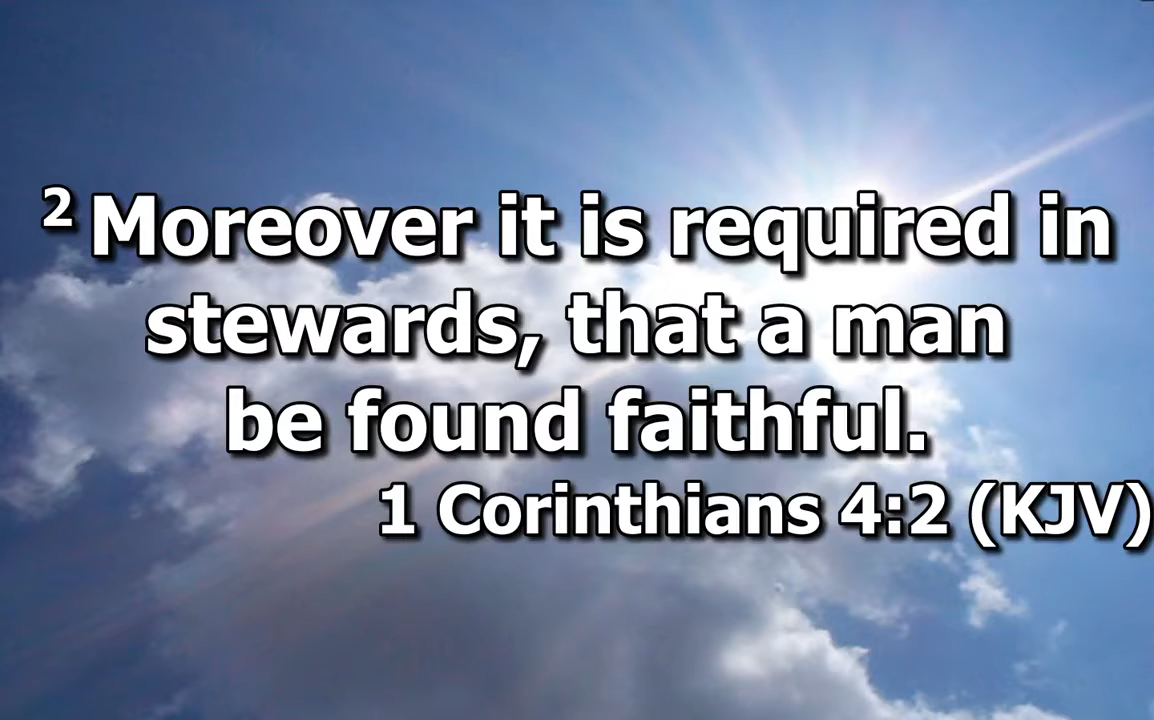 2 Moreover it is required in
stewards, that a man
be found faithful.
1 Corinthians 4:2 (KJV)